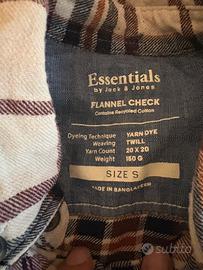 Essentials
by Jack & Jones
FLANNEL CHECK
Contains Recycled Cotton
Dyeing Technique YARN DYE
Weaving TWILL
Yarn Count 20 X 20
Weight 150 G
SIZE S
MADE IN BANGLADESH
subito